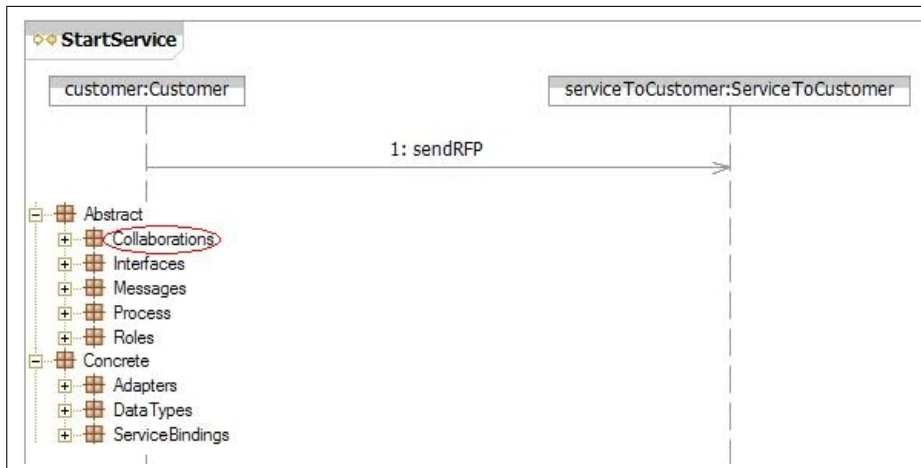 StartService
customer:Customer
serviceToCustomer:ServiceToCustomer
1: sendRFP
Abstract
Collaborations
Interfaces
Messages
Process
Roles
Concrete
Adapters
DataTypes
ServiceBindings